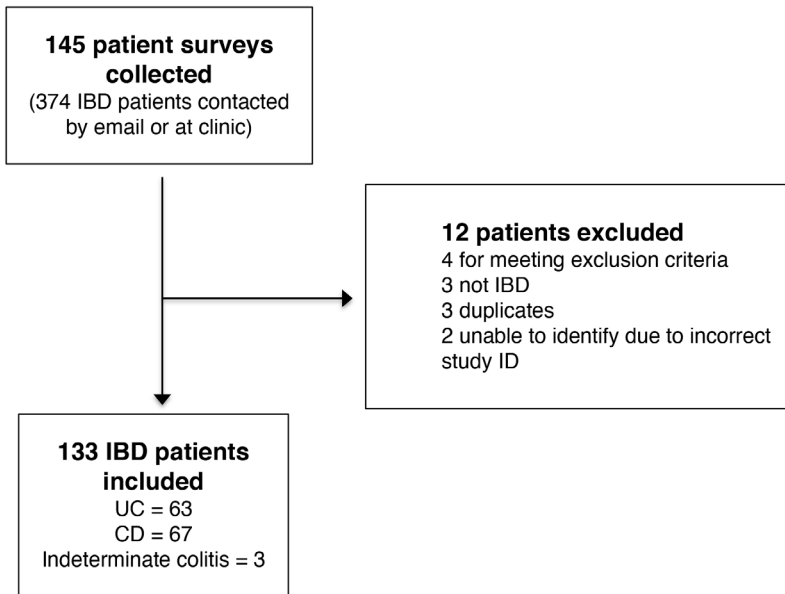 145 patient surveys
collected
(374 IBD patients contacted
by email or at clinic)
12 patients excluded
4 for meeting exclusion criteria
3 not IBD
3 duplicates
2 unable to identify due to incorrect
study ID
133 IBD patients
included
UC = 63
CD = 67
Indeterminate colitis = 3